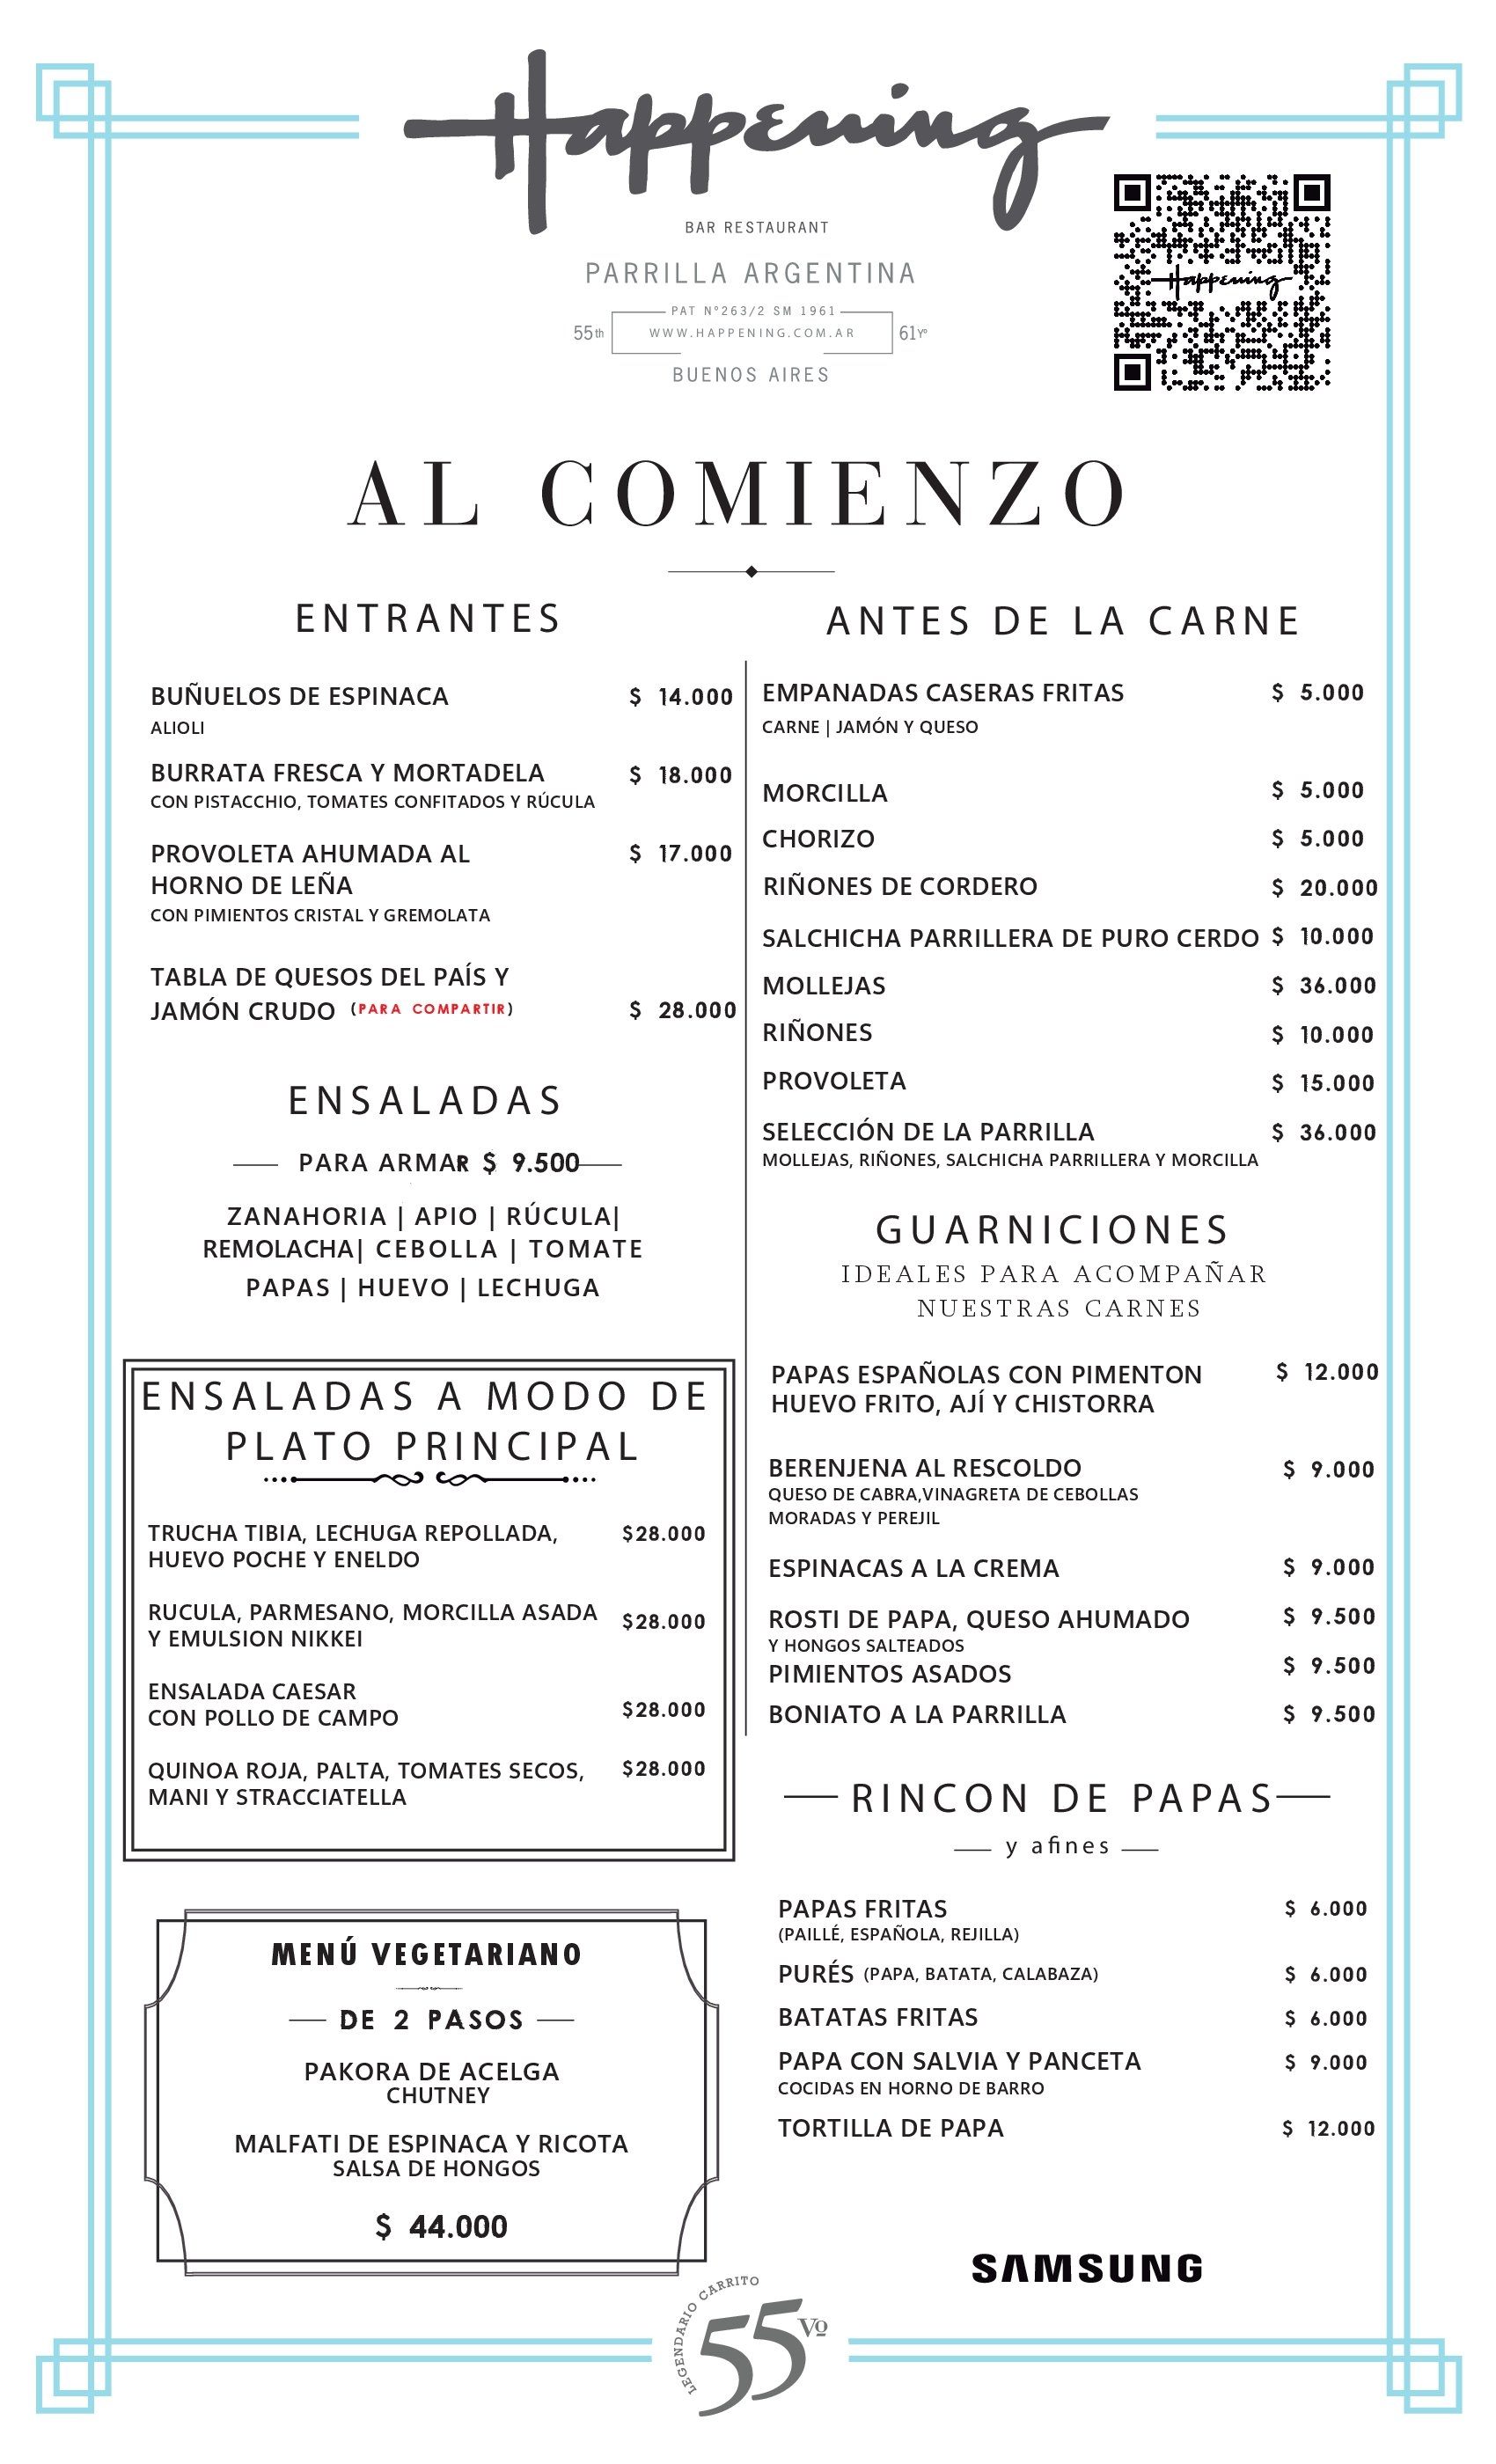 Happening
BAR RESTAURANT
PARRILLA ARGENTINA
PAT N°263/2 SM 1961
55th WWW.HAPPENING.COM.AR 61Yº
BUENOS AIRES
Happening
AL COMIENZO
ENTRANTES
BUÑUELOS DE ESPINACA $ 14.000
ALIOLI
BURRATA FRESCA Y MORTADELA $ 18.000
CON PISTACCHIO, TOMATES CONFITADOS Y RÚCULA
PROVOLETA AHUMADA AL $ 17.000
HORNO DE LEÑA
CON PIMIENTOS CRISTAL Y GREMOLATA
TABLA DE QUESOS DEL PAÍS Y
JAMÓN CRUDO (PARA COMPARTIR) $ 28.000
ENSALADAS
PARA ARMAR $ 9.500
ZANAHORIA | APIO | RÚCULA|
REMOLACHA| CEBOLLA | TOMATE
PAPAS | HUEVO | LECHUGA
ENSALADAS A MODO DE
PLATO PRINCIPAL
TRUCHA TIBIA, LECHUGA REPOLLADA, $28.000
HUEVO POCHE Y ENELDO
RUCULA, PARMESANO, MORCILLA ASADA $28.000
Y EMULSION NIKKEI
ENSALADA CAESAR
CON POLLO DE CAMPO $28.000
QUINOA ROJA, PALTA, TOMATES SECOS, $28.000
MANI Y STRACCIATELLA
MENÚ VEGETARIANO
DE 2 PASOS
PAKORA DE ACELGA
CHUTNEY
MALFATI DE ESPINACA Y RICOTA
SALSA DE HONGOS
$ 44.000
ANTES DE LA CARNE
EMPANADAS CASERAS FRITAS $ 5.000
CARNE | JAMÓN Y QUESO
MORCILLA $ 5.000
CHORIZO $ 5.000
RIÑONES DE CORDERO $ 20.000
SALCHICHA PARRILLERA DE PURO CERDO $ 10.000
MOLLEJAS $ 36.000
RIÑONES $ 10.000
PROVOLETA $ 15.000
SELECCIÓN DE LA PARRILLA $ 36.000
MOLLEJAS, RIÑONES, SALCHICHA PARRILLERA Y MORCILLA
GUARNICIONES
IDEALES PARA ACOMPAÑAR
NUESTRAS CARNES
PAPAS ESPAÑOLAS CON PIMENTON $ 12.000
HUEVO FRITO, AJÍ Y CHISTORRA
BERENJENA AL RESCOLDO $ 9.000
QUESO DE CABRA,VINAGRETA DE CEBOLLAS
MORADAS Y PEREJIL
ESPINACAS A LA CREMA $ 9.000
ROSTI DE PAPA, QUESO AHUMADO $ 9.500
Y HONGOS SALTEADOS
PIMIENTOS ASADOS $ 9.500
BONIATO A LA PARRILLA $ 9.500
RINCON DE PAPAS
y afines
PAPAS FRITAS $ 6.000
(PAILLÉ, ESPAÑOLA, REJILLA)
PURÉS (PAPA, BATATA, CALABAZA) $ 6.000
BATATAS FRITAS $ 6.000
PAPA CON SALVIA Y PANCETA $ 9.000
COCIDAS EN HORNO DE BARRO
TORTILLA DE PAPA $ 12.000
SAMSUNG
LEGENDARIO CARRITO
55 Vº